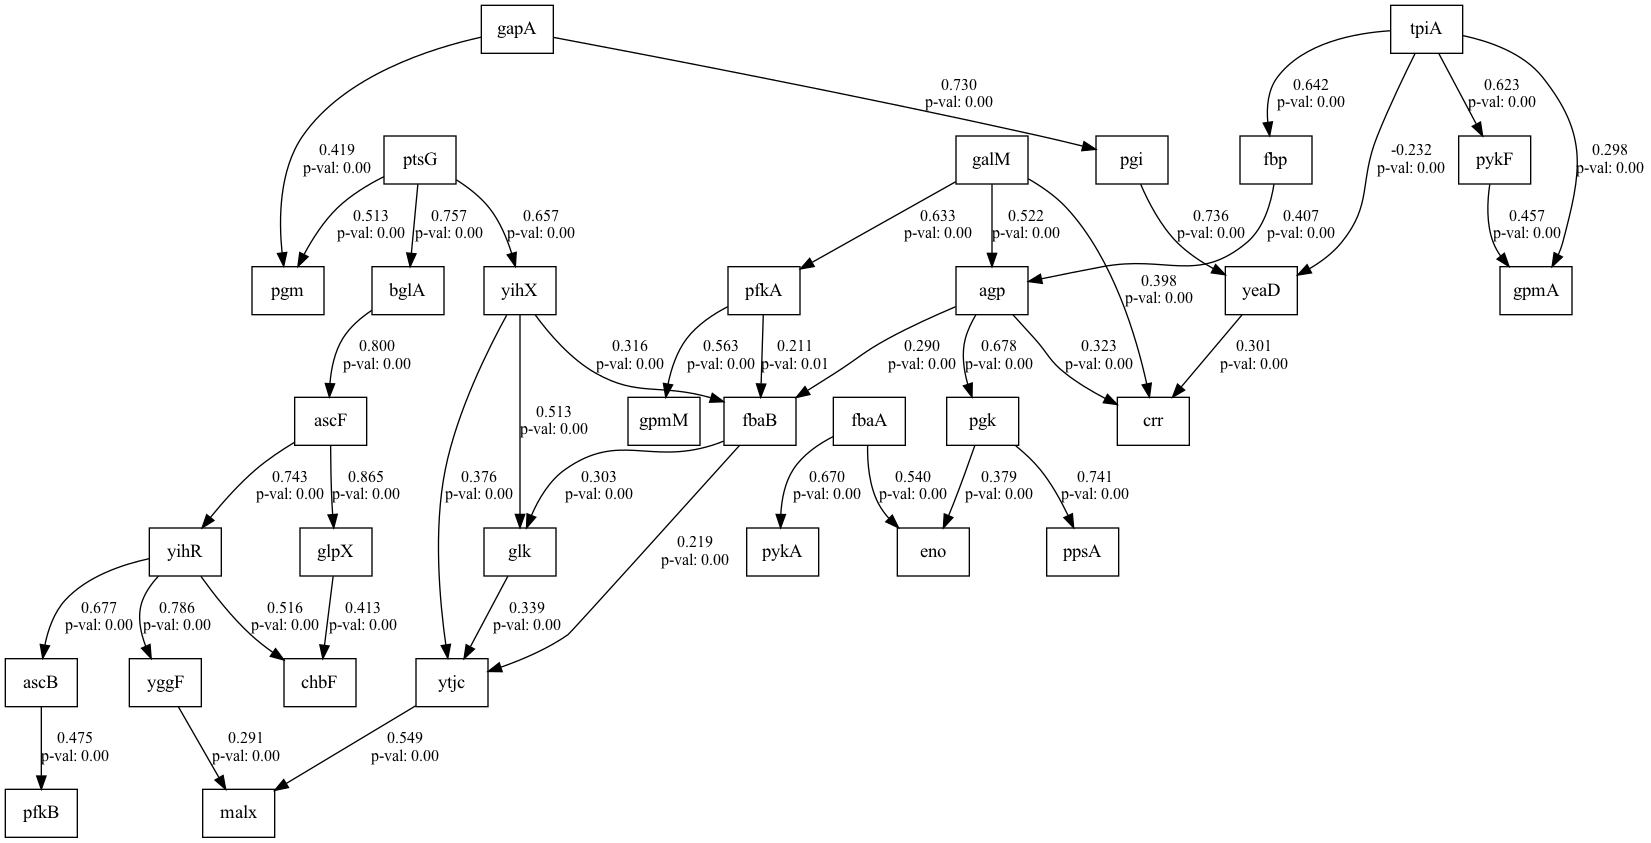 gapA
tpiA
0.730
p-val: 0.00
0.642
p-val: 0.00
0.623
p-val: 0.00
0.419
p-val: 0.00
ptsG
galM
pgi
fbp
-0.232
p-val: 0.00
pykF
0.298
p-val: 0.00
0.513
p-val: 0.00
0.757
p-val: 0.00
0.657
p-val: 0.00
0.633
p-val: 0.00
0.522
p-val: 0.00
0.736
p-val: 0.00
0.407
p-val: 0.00
0.457
p-val: 0.00
pgm
bglA
yihX
pfkA
agp
0.398
p-val: 0.00
yeaD
gpmA
0.800
p-val: 0.00
0.316
p-val: 0.00
0.563
p-val: 0.00
0.211
p-val: 0.01
0.290
p-val: 0.00
0.678
p-val: 0.00
0.323
p-val: 0.00
0.301
p-val: 0.00
ascF
0.513
p-val: 0.00
gpmM
fbaB
fbaA
pgk
crr
0.743
p-val: 0.00
0.865
p-val: 0.00
0.376
p-val: 0.00
0.303
p-val: 0.00
0.670
p-val: 0.00
0.540
p-val: 0.00
0.379
p-val: 0.00
0.741
p-val: 0.00
yihR
glpX
glk
0.219
p-val: 0.00
pykA
eno
ppsA
0.677
p-val: 0.00
0.786
p-val: 0.00
0.516
p-val: 0.00
0.413
p-val: 0.00
0.339
p-val: 0.00
ascB
yggF
chbF
ytjc
0.475
p-val: 0.00
0.291
p-val: 0.00
0.549
p-val: 0.00
pfkB
malx